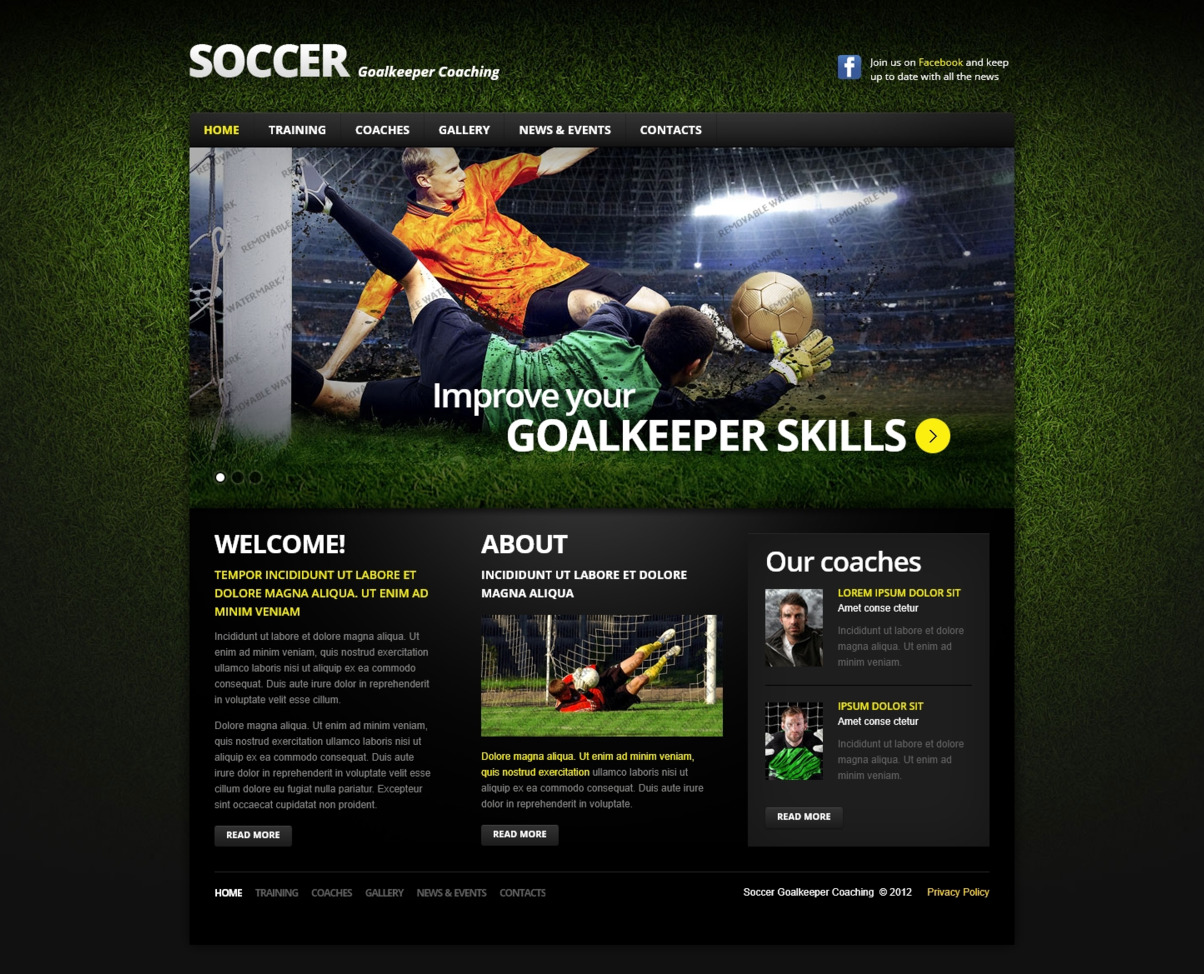 SOCCER Goalkeeper Coaching
Join us on Facebook and keep
up to date with all the news
HOME TRAINING COACHES GALLERY NEWS & EVENTS CONTACTS
REMOVABLE WATERMARK
Improve your
GOALKEEPER SKILLS
WELCOME!
TEMPOR INCIDIDUNT UT LABORE ET
DOLORE MAGNA ALIQUA. UT ENIM AD
MINIM VENIAM
Incididunt ut labore et dolore magna aliqua. Ut
enim ad minim veniam, quis nostrud exercitation
ullamco laboris nisi ut aliquip ex ea commodo
consequat. Duis aute irure dolor in reprehenderit
in voluptate velit esse cillum.
Dolore magna aliqua. Ut enim ad minim veniam,
quis nostrud exercitation ullamco laboris nisi ut
aliquip ex ea commodo consequat. Duis aute
irure dolor in reprehenderit in voluptate velit esse
cillum dolore eu fugiat nulla pariatur. Excepteur
sint occaecat cupidatat non proident.
READ MORE
ABOUT
INCIDIDUNT UT LABORE ET DOLORE
MAGNA ALIQUA
Dolore magna aliqua. Ut enim ad minim veniam,
quis nostrud exercitation ullamco laboris nisi ut
aliquip ex ea commodo consequat. Duis aute irure
dolor in reprehenderit in voluptate.
READ MORE
Our coaches
LOREM IPSUM DOLOR SIT
Amet conse ctetur
Incididunt ut labore et dolore
magna aliqua. Ut enim ad
minim veniam.
IPSUM DOLOR SIT
Amet conse ctetur
Incididunt ut labore et dolore
magna aliqua. Ut enim ad
minim veniam.
READ MORE
HOME TRAINING COACHES GALLERY NEWS & EVENTS CONTACTS
Soccer Goalkeeper Coaching © 2012 Privacy Policy